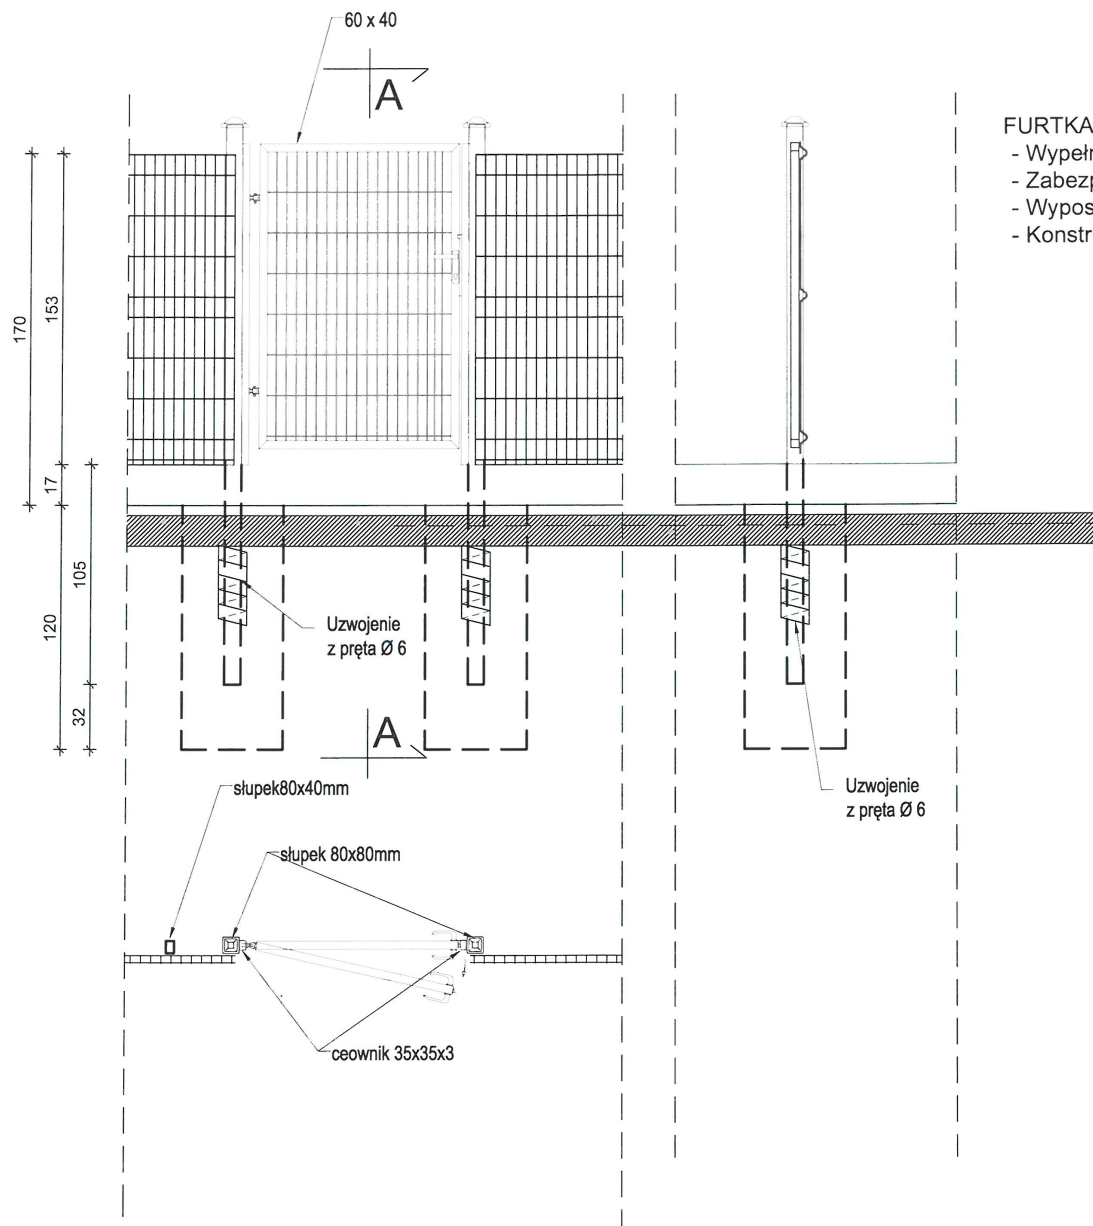 60 x 40
A
FURTKA
- Wypełn
- Zabezp
- Wypos
- Konstr
170
153
17
105
120
32
Uzwojenie
z pręta Ø 6
A
słupek80x40mm
Uzwojenie
z pręta Ø 6
słupek 80x80mm
ceownik 35x35x3